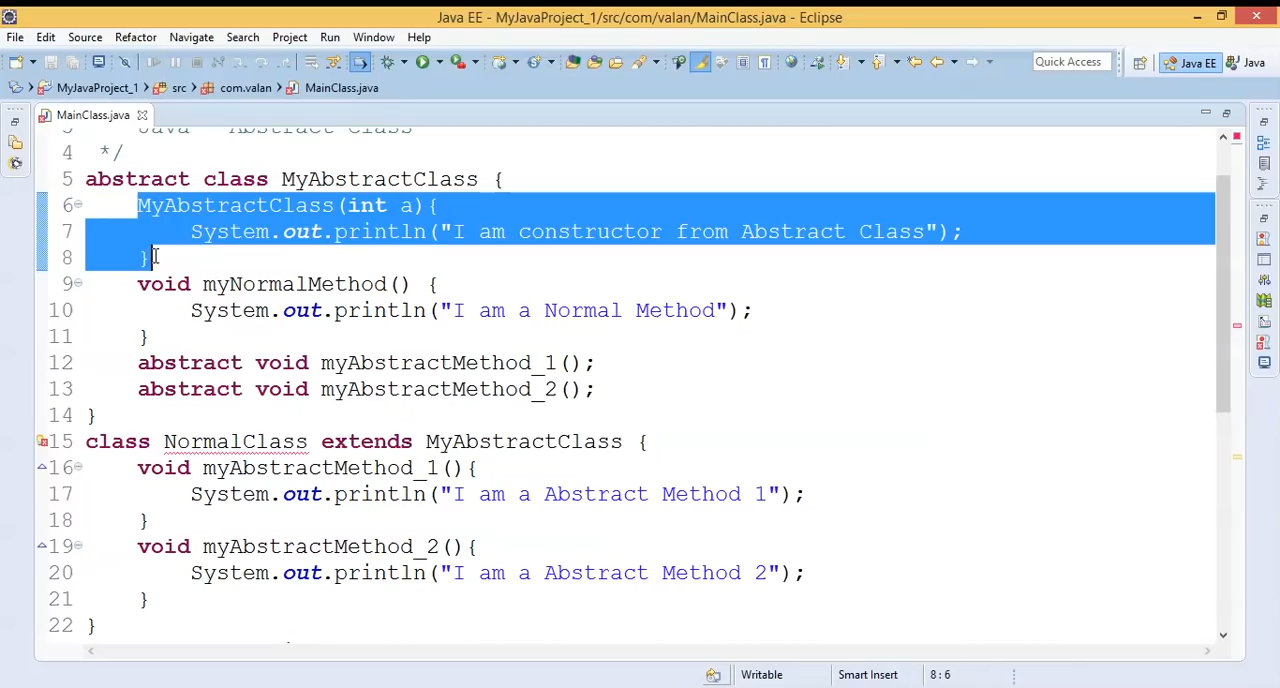 Java EE - MyJavaProject_1/src/com/valan/MainClass.java - Eclipse
File Edit Source Refactor Navigate Search Project Run Window Help
Quick Access Java EE Java
MyJavaProject_1 src com.valan MainClass.java
MainClass.java
3 Java - Abstract Class
4 */
5 abstract class MyAbstractClass {
6 MyAbstractClass(int a){
7 System.out.println("I am constructor from Abstract Class");
8 }
9 void myNormalMethod() {
10 System.out.println("I am a Normal Method");
11 }
12 abstract void myAbstractMethod_1();
13 abstract void myAbstractMethod_2();
14 }
15 class NormalClass extends MyAbstractClass {
16 void myAbstractMethod_1(){
17 System.out.println("I am a Abstract Method 1");
18 }
19 void myAbstractMethod_2(){
20 System.out.println("I am a Abstract Method 2");
21 }
22 }
Writable Smart Insert 8 : 6